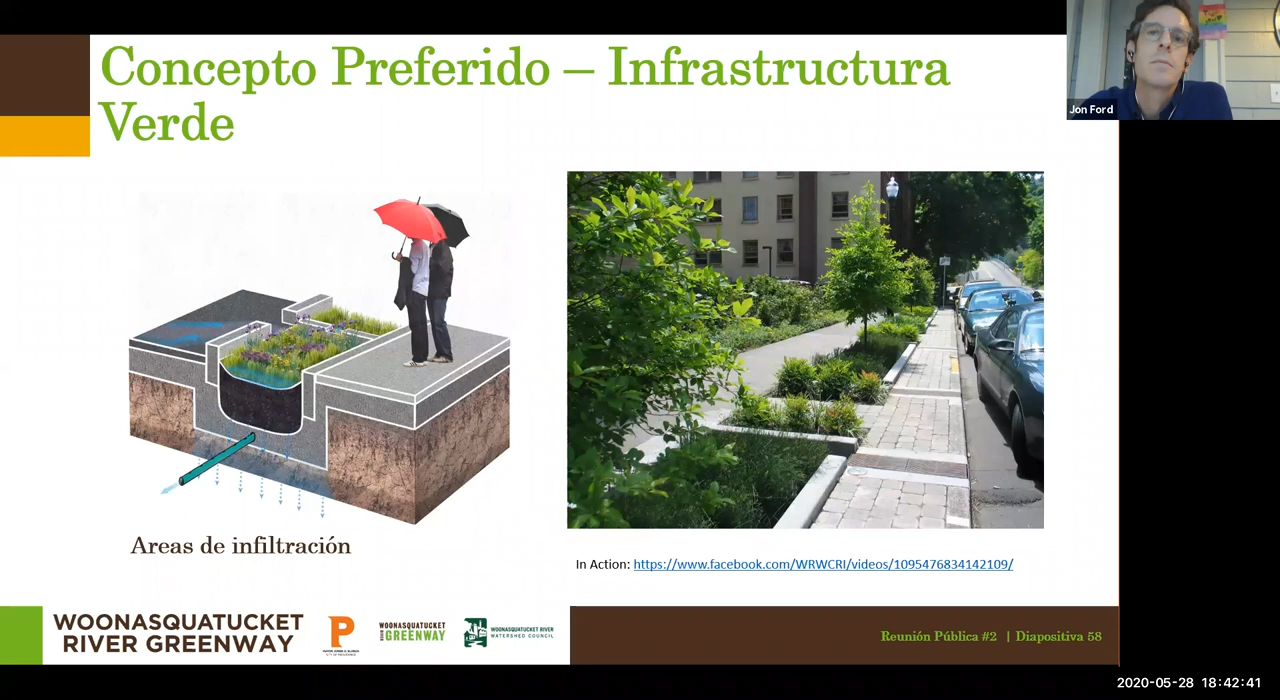 Concepto Preferido – Infrastructura
Verde
Jon Ford
Areas de infiltración
In Action: https://www.facebook.com/WRWCRI/videos/1095476834142109/
WOONASQUATUCKET
RIVER GREENWAY
P
WOONASQUATUCKET
RIVER GREENWAY
WOONASQUATUCKET RIVER
WATERSHED COUNCIL
Reunión Pública #2 | Diapositiva 58
2020-05-28 18:42:41